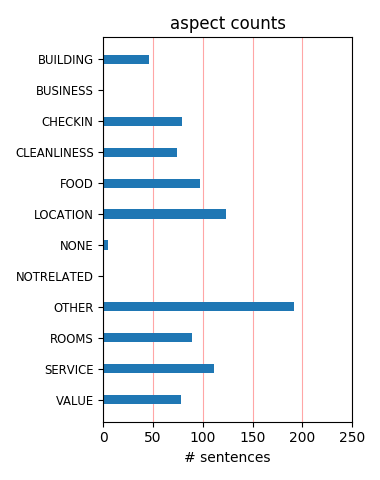 aspect counts
BUILDING
BUSINESS
CHECKIN
CLEANLINESS
FOOD
LOCATION
NONE
NOTRELATED
OTHER
ROOMS
SERVICE
VALUE
0 50 100 150 200 250
# sentences